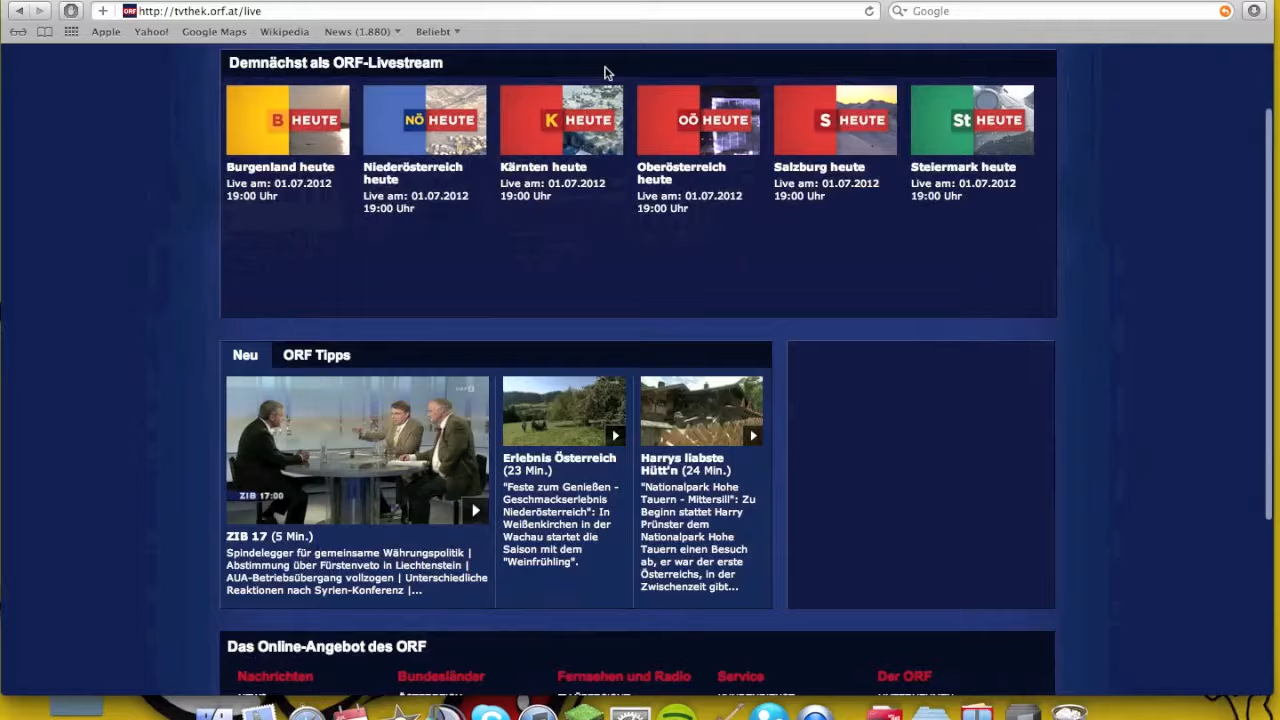 http://tvthek.orf.at/live
Google
Apple Yahoo! Google Maps Wikipedia News (1.880) Beliebt
Demnächst als ORF-Livestream
B HEUTE
NÖ HEUTE
K HEUTE
OÖ HEUTE
S HEUTE
St HEUTE
Burgenland heute
Live am: 01.07.2012
19:00 Uhr
Niederösterreich
heute
Live am: 01.07.2012
19:00 Uhr
Kärnten heute
Live am: 01.07.2012
19:00 Uhr
Oberösterreich
heute
Live am: 01.07.2012
19:00 Uhr
Salzburg heute
Live am: 01.07.2012
19:00 Uhr
Steiermark heute
Live am: 01.07.2012
19:00 Uhr
Neu ORF Tipps
ZIB 17:00
ZIB 17 (5 Min.)
Spindelegger für gemeinsame Währungspolitik |
Abstimmung über Fürstenveto in Liechtenstein |
AUA-Betriebsübergang vollzogen | Unterschiedliche
Reaktionen nach Syrien-Konferenz |...
Erlebnis Österreich
(23 Min.)
"Feste zum Genießen -
Geschmackserlebnis
Niederösterreich": In
Weißenkirchen in der
Wachau startet die
Saison mit dem
"Weinfrühling".
Harrys liabste
Hütt'n (24 Min.)
"Nationalpark Hohe
Tauern - Mittersill": Zu
Beginn stattet Harry
Prünster dem
Nationalpark Hohe
Tauern einen Besuch
ab, er war der erste
Österreichs, in der
Zwischenzeit gibt...
Das Online-Angebot des ORF
Nachrichten Bundesländer Fernsehen und Radio Service Der ORF